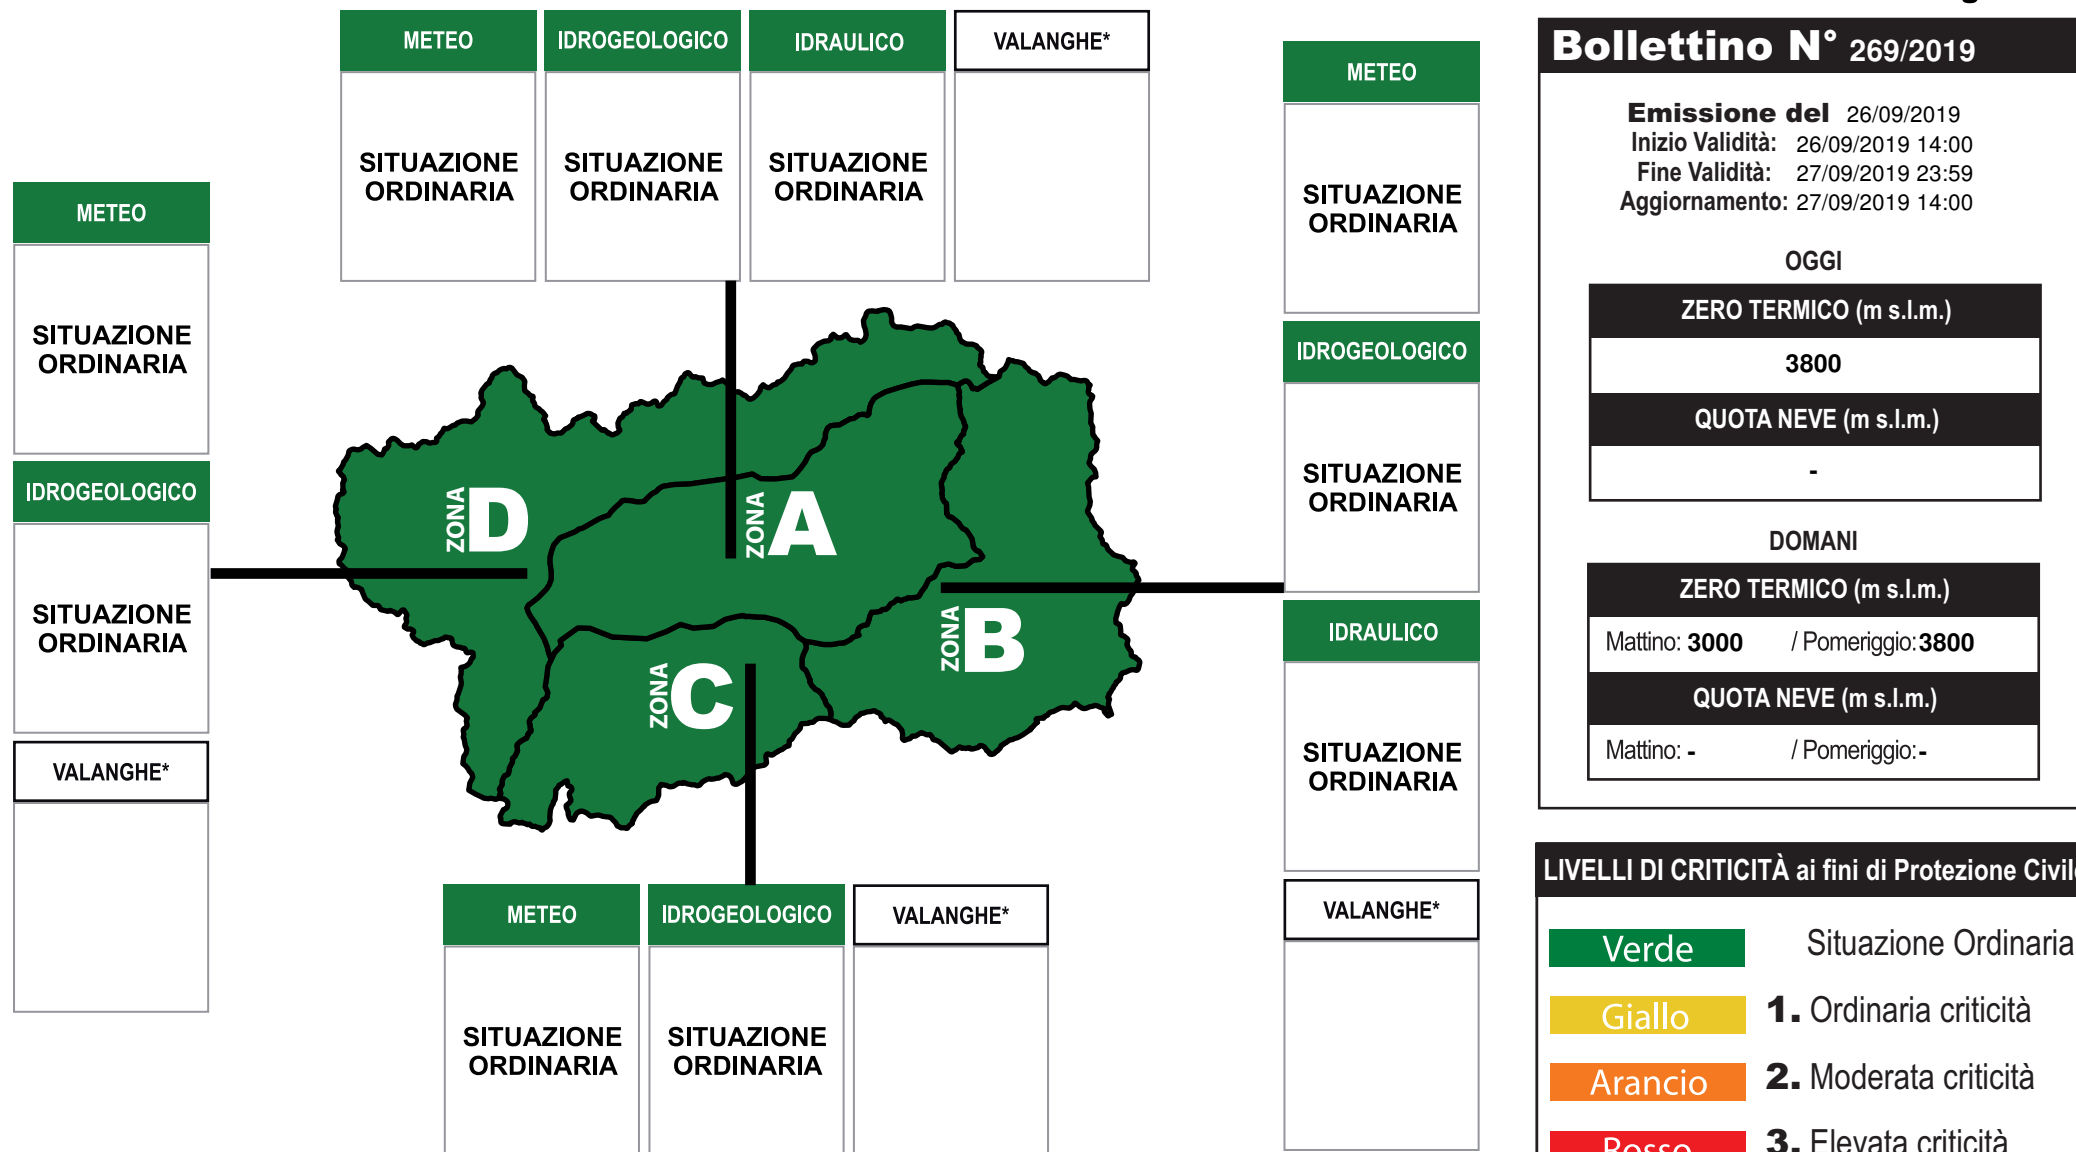 METEO IDROGEOLOGICO IDRAULICO VALANGHE*
SITUAZIONE ORDINARIA
SITUAZIONE ORDINARIA
SITUAZIONE ORDINARIA
METEO
SITUAZIONE
ORDINARIA
IDROGEOLOGICO
SITUAZIONE
ORDINARIA
VALANGHE*
ZONA D
ZONA A
ZONA B
ZONA C
METEO
SITUAZIONE
ORDINARIA
IDROGEOLOGICO
SITUAZIONE
ORDINARIA
IDRAULICO
SITUAZIONE
ORDINARIA
VALANGHE*
METEO IDROGEOLOGICO VALANGHE*
SITUAZIONE ORDINARIA
SITUAZIONE ORDINARIA
Bollettino N° 269/2019
Emissione del 26/09/2019
Inizio Validità: 26/09/2019 14:00
Fine Validità: 27/09/2019 23:59
Aggiornamento: 27/09/2019 14:00
OGGI
ZERO TERMICO (m s.l.m.)
3800
QUOTA NEVE (m s.l.m.)
-
DOMANI
ZERO TERMICO (m s.l.m.)
Mattino: 3000 / Pomeriggio: 3800
QUOTA NEVE (m s.l.m.)
Mattino: - / Pomeriggio: -
LIVELLI DI CRITICITÀ ai fini di Protezione Civile
Verde Situazione Ordinaria
Giallo 1. Ordinaria criticità
Arancio 2. Moderata criticità
Rosso 3. Elevata criticità